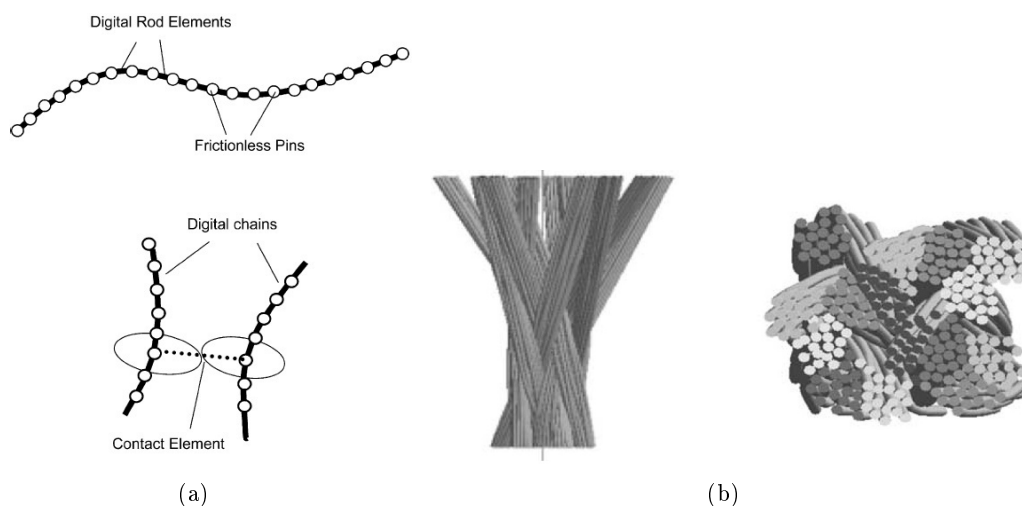 Digital Rod Elements
Frictionless Pins
Digital chains
Contact Element
(a)
(b)